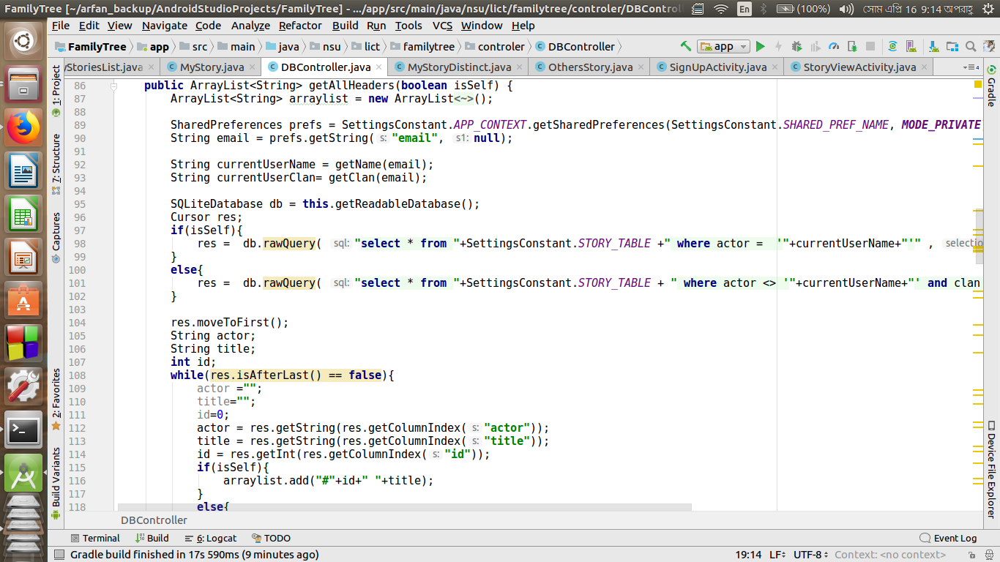 FamilyTree [~/arfan_backup/AndroidStudioProjects/FamilyTree] - .../app/src/main/java/nsu/lict/familytree/controler/DBControll
En (100%) সোম এপ্রি 16 9:14 অপরাহ্ণ
File Edit View Navigate Code Analyze Refactor Build Run Tools VCS Window Help
FamilyTree app src main java nsu lict familytree controler DBController app
yStoriesList.java MyStory.java DBController.java MyStoryDistinct.java OthersStory.java SignUpActivity.java StoryViewActivity.java 4
1: Project
7: Structure
Captures
2: Favorites
Build Variants
86 public ArrayList<String> getAllHeaders(boolean isSelf) {
87 ArrayList<String> arraylist = new ArrayList<~>();
88
89 SharedPreferences prefs = SettingsConstant.APP_CONTEXT.getSharedPreferences(SettingsConstant.SHARED_PREF_NAME, MODE_PRIVATE
90 String email = prefs.getString( s: "email", s1: null);
91
92 String currentUserName = getName(email);
93 String currentUserClan= getClan(email);
94
95 SQLiteDatabase db = this.getReadableDatabase();
96 Cursor res;
97 if(isSelf){
98 res = db.rawQuery( sql: "select * from "+SettingsConstant.STORY_TABLE +" where actor = '"+currentUserName+"'" , selectio
99 }
100 else{
101 res = db.rawQuery( sql: "select * from "+SettingsConstant.STORY_TABLE + " where actor <> '"+currentUserName+"' and clan
102 }
103
104 res.moveToFirst();
105 String actor;
106 String title;
107 int id;
108 while(res.isAfterLast() == false){
109 actor ="";
110 title="";
111 id=0;
112 actor = res.getString(res.getColumnIndex( s: "actor"));
113 title = res.getString(res.getColumnIndex( s: "title"));
114 id = res.getInt(res.getColumnIndex( s: "id"));
115 if(isSelf){
116 arraylist.add("#"+id+" "+title);
117 }
118 else{
Gradle
Device File Explorer
DBController
Terminal Build 6: Logcat TODO Event Log
Gradle build finished in 17s 590ms (9 minutes ago) 19:14 LF UTF-8 Context: <no context>